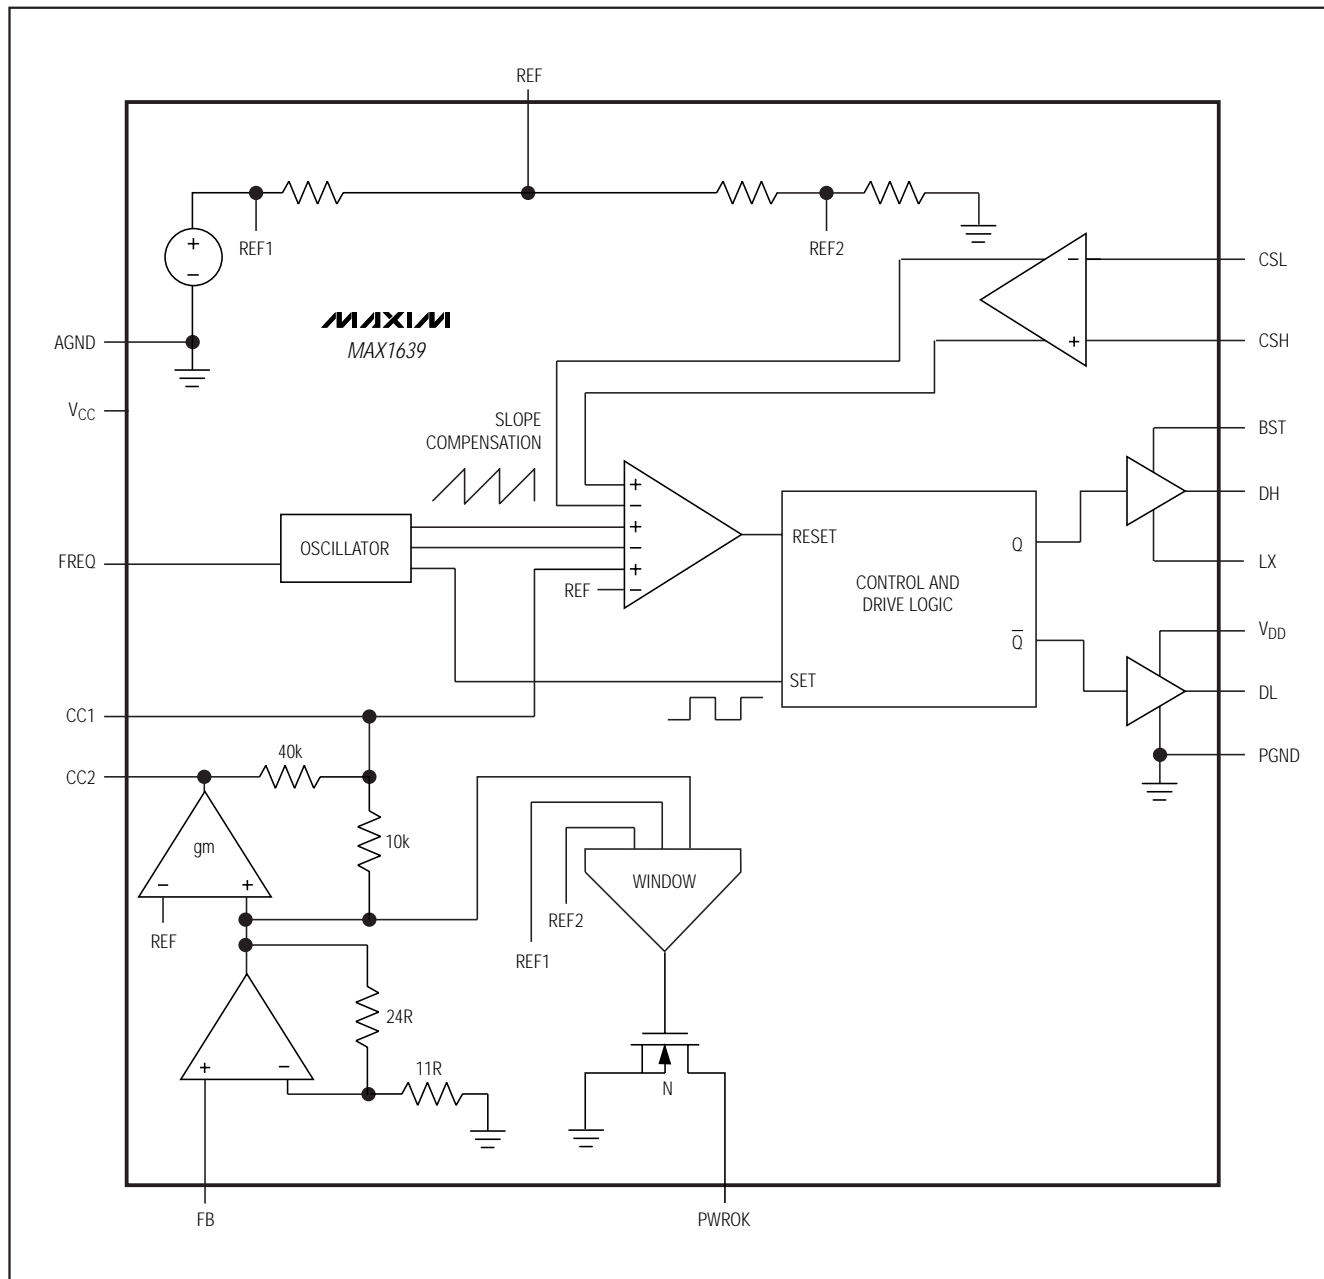 REF
REF1
REF2
+
−
AGND
MAXIM
MAX1639
VCC
−
CSL
+
CSH
SLOPE
COMPENSATION
BST
DH
LX
FREQ
OSCILLATOR
+
−
+
−
+
REF −
RESET
Q
CONTROL AND
DRIVE LOGIC
Q̅
SET
VDD
DL
PGND
CC1
CC2
40k
10k
gm
− +
REF
WINDOW
REF2
REF1
24R
+ −
11R
N
FB
PWROK